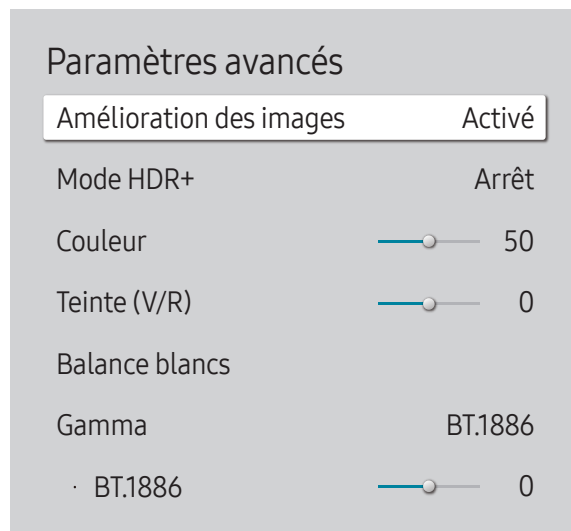 Paramètres avancés
Amélioration des images Activé
Mode HDR+ Arrêt
Couleur 50
Teinte (V/R) 0
Balance blancs
Gamma BT.1886
· BT.1886 0